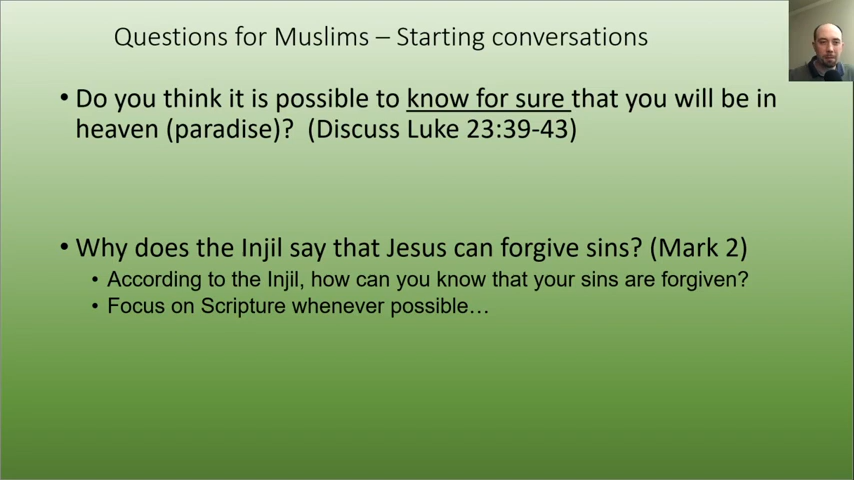 Questions for Muslims – Starting conversations
• Do you think it is possible to know for sure that you will be in
heaven (paradise)?  (Discuss Luke 23:39-43)
• Why does the Injil say that Jesus can forgive sins? (Mark 2)
• According to the Injil, how can you know that your sins are forgiven?
• Focus on Scripture whenever possible…